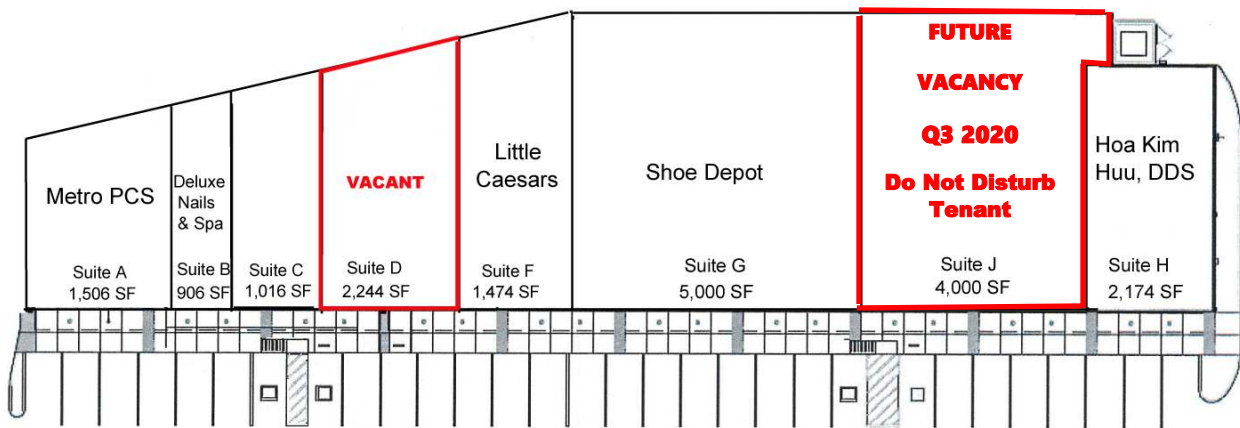 Metro PCS
Suite A
1,506 SF
Deluxe
Nails
& Spa
Suite B
906 SF
Suite C
1,016 SF
VACANT
Suite D
2,244 SF
Little
Caesars
Suite F
1,474 SF
Shoe Depot
Suite G
5,000 SF
FUTURE
VACANCY
Q3 2020
Do Not Disturb
Tenant
Suite J
4,000 SF
Hoa Kim
Huu, DDS
Suite H
2,174 SF